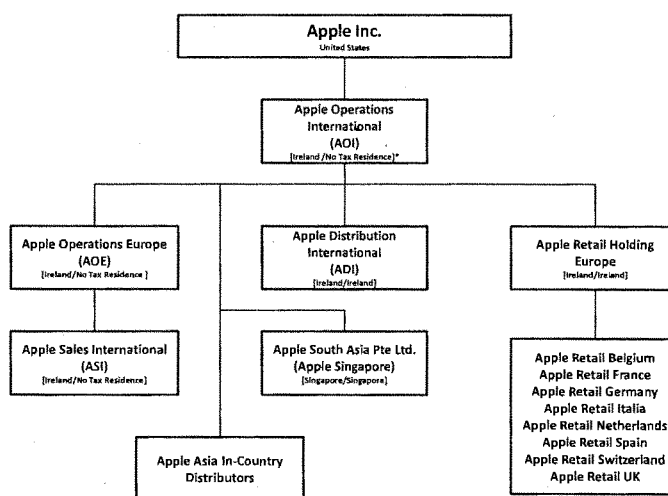 Apple Inc.
United States
Apple Operations
International
(AOI)
[Ireland/No Tax Residence]*
Apple Operations Europe
(AOE)
[Ireland/No Tax Residence]
Apple Distribution
International
(ADI)
[Ireland/Ireland]
Apple Retail Holding
Europe
[Ireland/Ireland]
Apple Sales International
(ASI)
[Ireland/No Tax Residence]
Apple South Asia Pte Ltd.
(Apple Singapore)
[Singapore/Singapore]
Apple Retail Belgium
Apple Retail France
Apple Retail Germany
Apple Retail Italia
Apple Retail Netherlands
Apple Retail Spain
Apple Retail Switzerland
Apple Retail UK
Apple Asia In-Country
Distributors